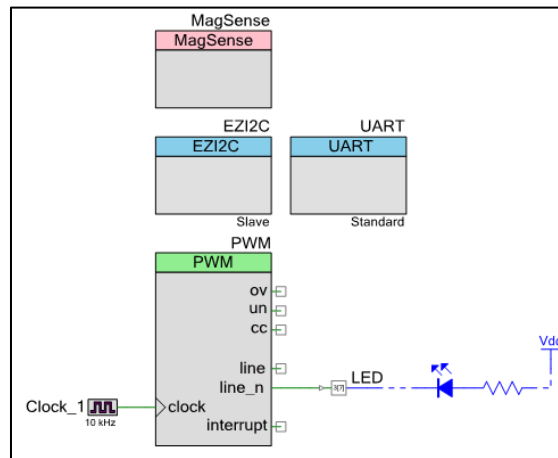 MagSense
MagSense
EZI2C
EZI2C
Slave
UART
UART
Standard
PWM
PWM
ov
un
cc
line
line_n
LED
Vdd
Clock_1
10 kHz
clock
interrupt